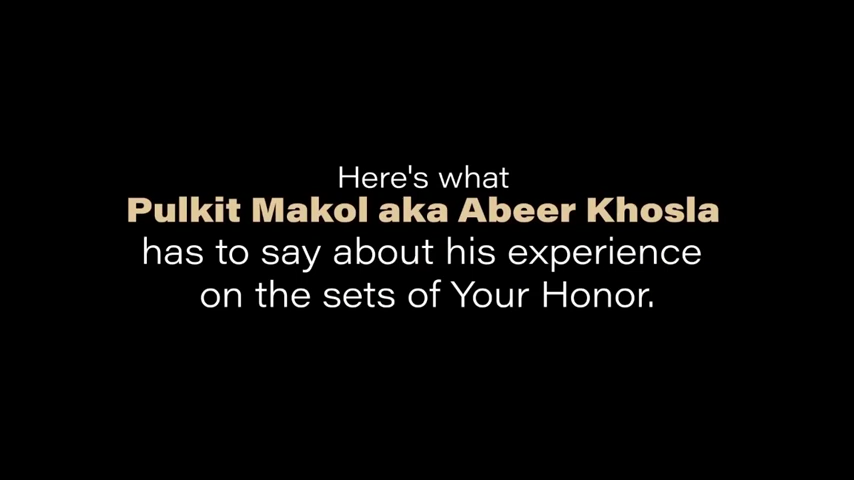 Here's what
Pulkit Makol aka Abeer Khosla
has to say about his experience
on the sets of Your Honor.